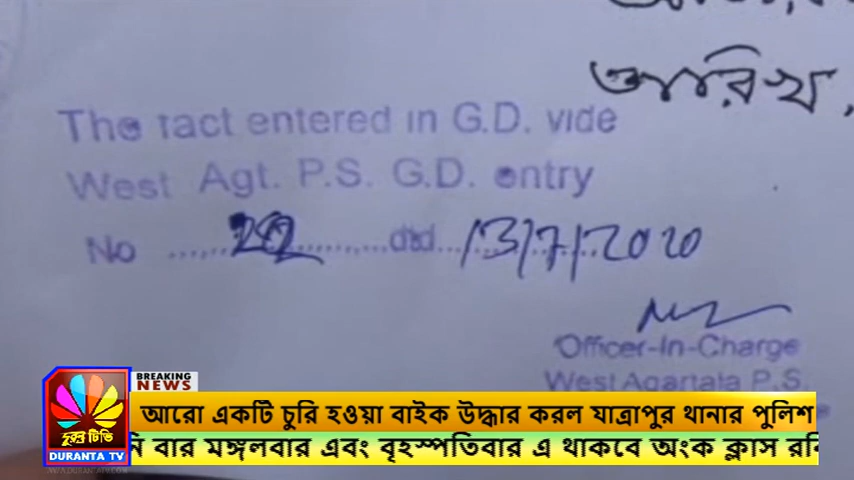 তারিখ,
The fact entered in G.D. vide
West Agt. P.S. G.D. entry
No ........ dtd... 13/7/2020
Officer-In-Charge
West Agartala P.S.
BREAKING
NEWS
আরো একটি চুরি হওয়া বাইক উদ্ধার করল যাত্রাপুর থানার পুলিশ
দুরন্ত টিভি
DURANTA TV
নি বার মঙ্গলবার এবং বৃহস্পতিবার এ থাকবে অংক ক্লাস